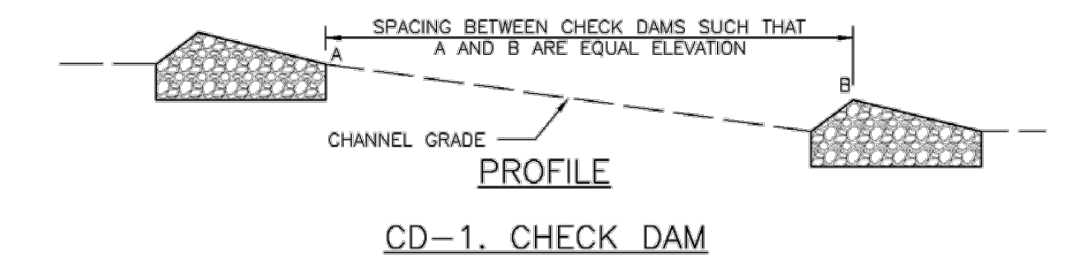 SPACING BETWEEN CHECK DAMS SUCH THAT
A AND B ARE EQUAL ELEVATION
A
B
CHANNEL GRADE
PROFILE
CD-1. CHECK DAM